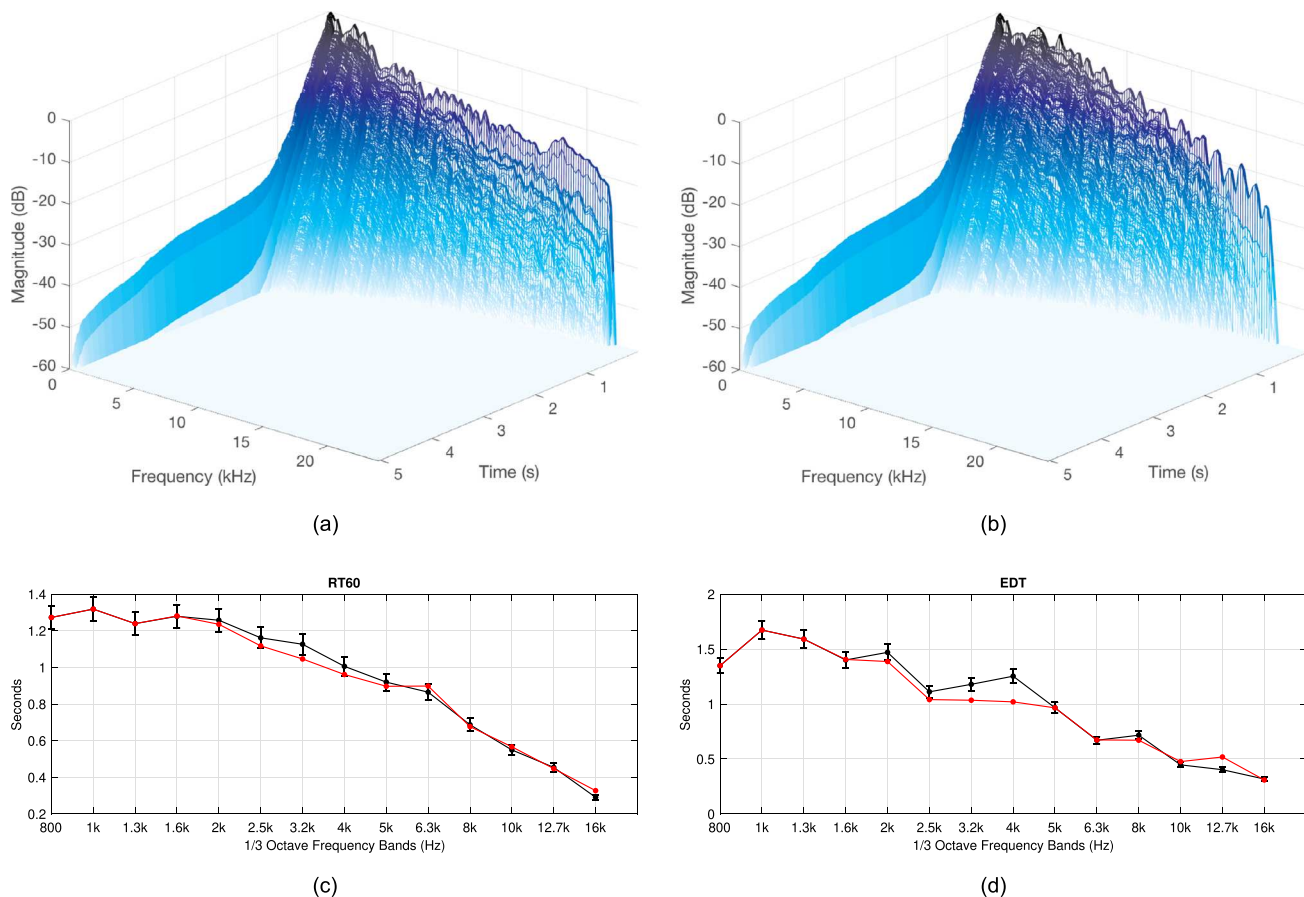 0
-10
-20
-30
-40
-50
-60
Magnitude (dB)
0
5
10
15
20
Frequency (kHz)
1
2
3
4
5
Time (s)
(a)
0
-10
-20
-30
-40
-50
-60
Magnitude (dB)
0
5
10
15
20
Frequency (kHz)
1
2
3
4
5
Time (s)
(b)
RT60
1.4
1.2
1
0.8
0.6
0.4
0.2
Seconds
800 1k 1.3k 1.6k 2k 2.5k 3.2k 4k 5k 6.3k 8k 10k 12.7k 16k
1/3 Octave Frequency Bands (Hz)
(c)
EDT
2
1.5
1
0.5
0
Seconds
800 1k 1.3k 1.6k 2k 2.5k 3.2k 4k 5k 6.3k 8k 10k 12.7k 16k
1/3 Octave Frequency Bands (Hz)
(d)